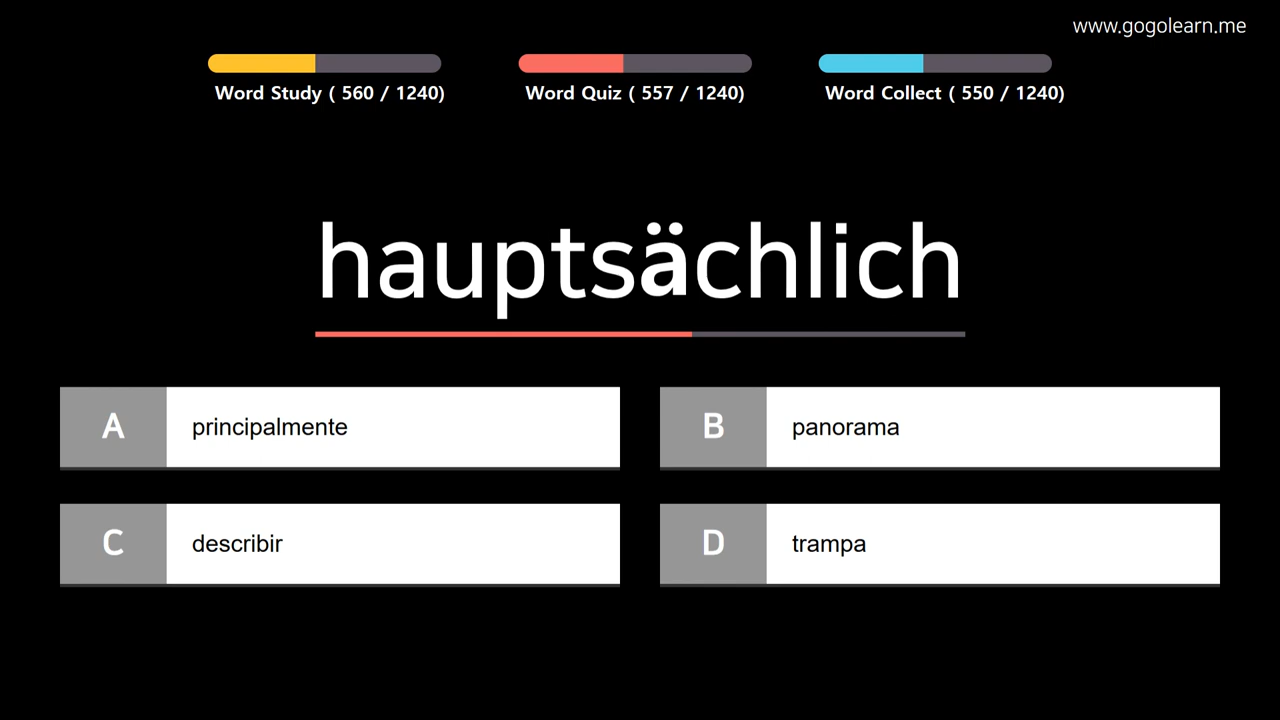 www.gogolearn.me
Word Study ( 560 / 1240)
Word Quiz ( 557 / 1240)
Word Collect ( 550 / 1240)
hauptsächlich
A principalmente
B panorama
C describir
D trampa